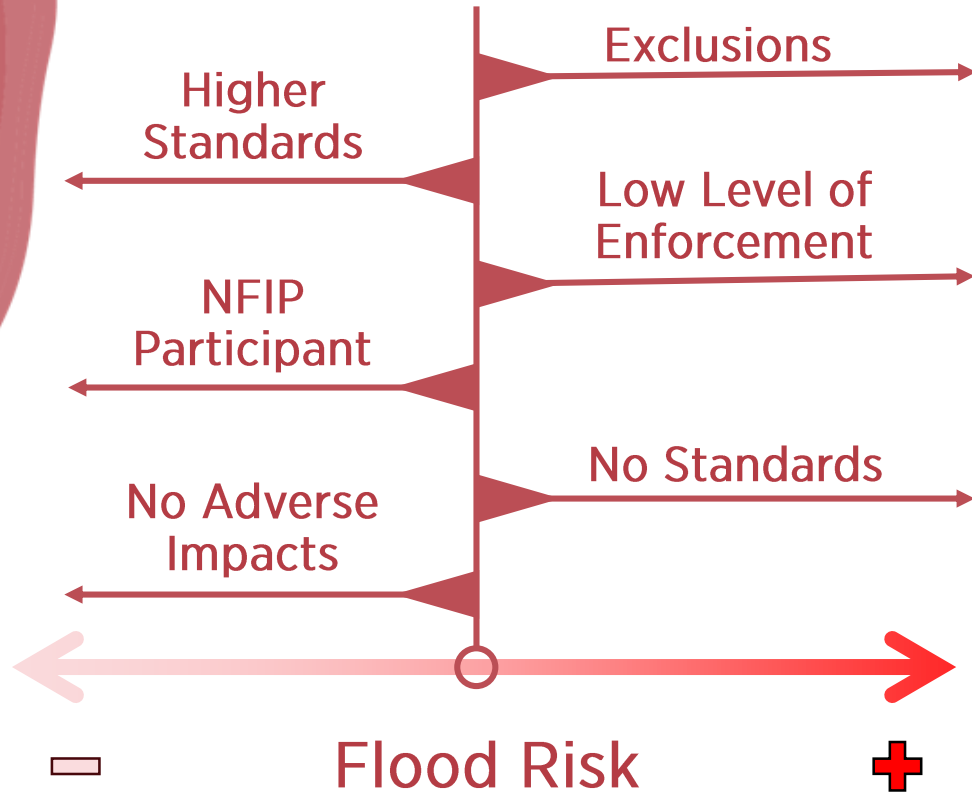 Exclusions
Higher
Standards
Low Level of
Enforcement
NFIP
Participant
No Standards
No Adverse
Impacts
Flood Risk